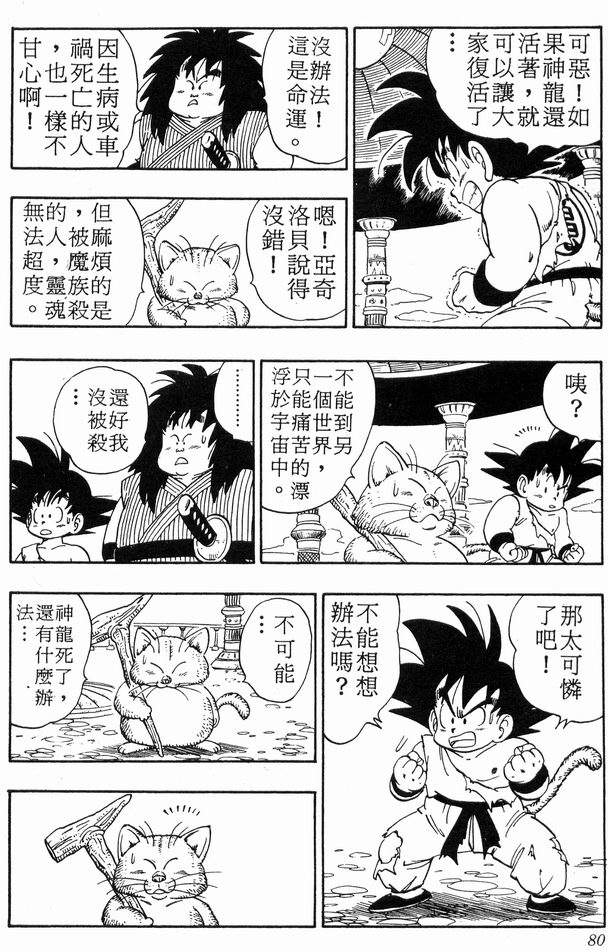 可惡！如
果神龍還
活著，就
可以讓大
家復活了
…
沒辦法！
這是命運。
因生病或車
禍死亡的人
，也一樣不
甘心啊！
嗯！亞奇
洛貝說得
沒錯！
但麻煩的是
，被魔族殺
的人，靈魂
無法超度。
咦？
不能到另
一個世界，
只能痛苦的漂
浮於宇宙中。
………
還好我
沒被殺
…
那太可憐
了吧！
不能想想
辦法嗎？
不可能
…
神龍死了，
還有什麼辦
法…
80